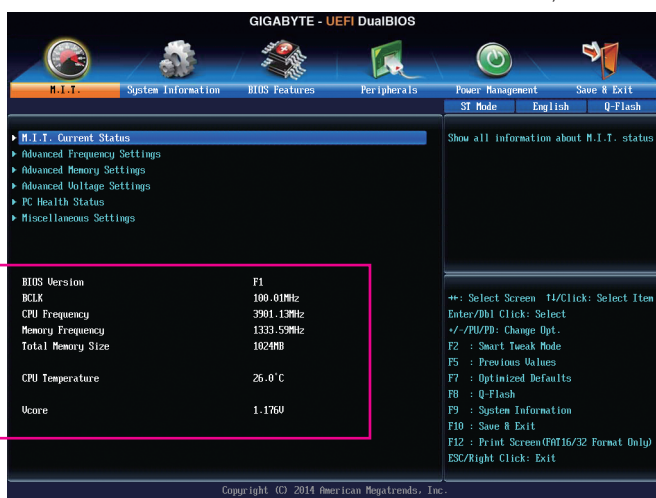 GIGABYTE - UEFI DualBIOS
M.I.T. System Information BIOS Features Peripherals Power Management Save & Exit
ST Mode English Q-Flash
M.I.T. Current Status
Advanced Frequency Settings
Advanced Memory Settings
Advanced Voltage Settings
PC Health Status
Miscellaneous Settings
Show all information about M.I.T. status
BIOS Version F1
BCLK 100.01MHz
CPU Frequency 3901.13MHz
Memory Frequency 1333.59MHz
Total Memory Size 1024MB
CPU Temperature 26.0°C
Vcore 1.176V
→←: Select Screen ↑↓/Click: Select Item
Enter/Dbl Click: Select
+/-/PU/PD: Change Opt.
F2 : Smart Tweak Mode
F5 : Previous Values
F7 : Optimized Defaults
F8 : Q-Flash
F9 : System Information
F10 : Save & Exit
F12 : Print Screen(FAT16/32 Format Only)
ESC/Right Click: Exit
Copyright (C) 2014 American Megatrends, Inc.